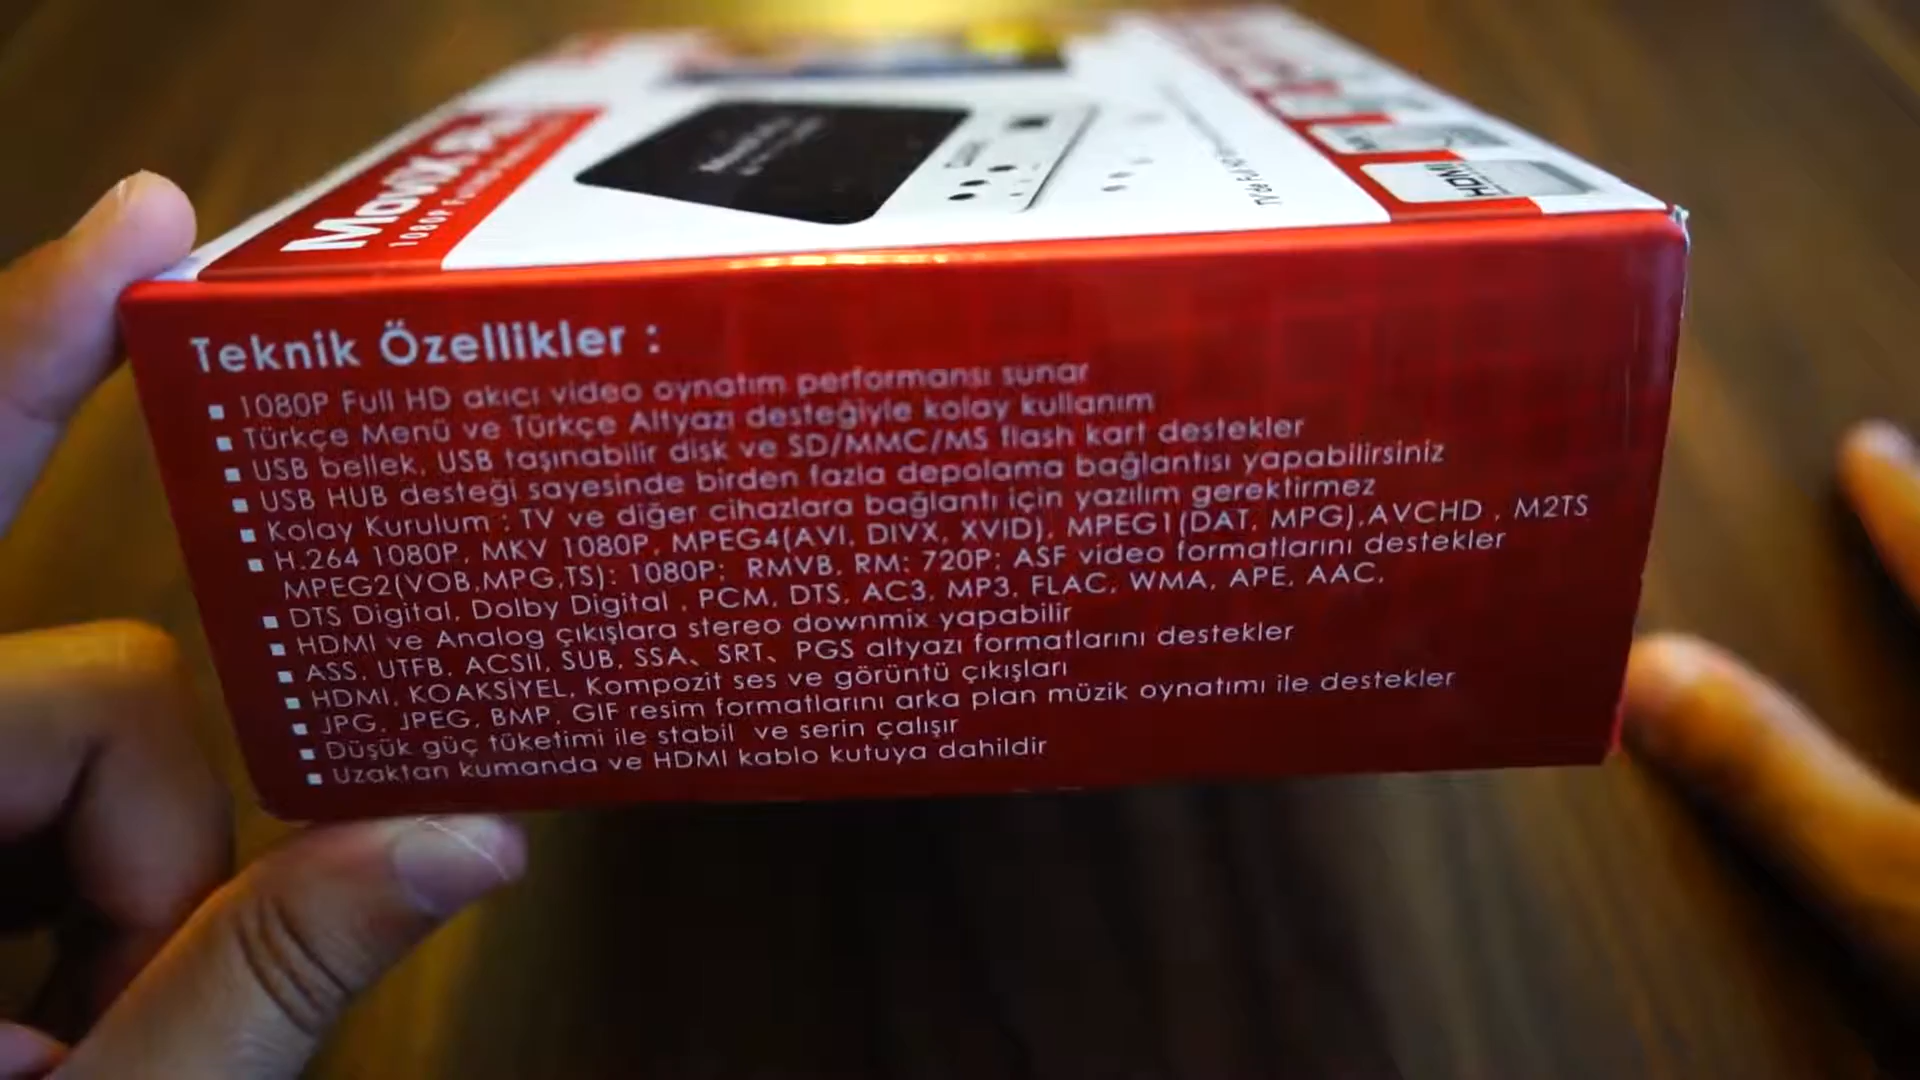 MoviX
1080P
HDMI
Teknik Özellikler :
▪ 1080P Full HD akıcı video oynatım performansı sunar
▪ Türkçe Menü ve Türkçe Altyazı desteğiyle kolay kullanım
▪ USB bellek, USB taşınabilir disk ve SD/MMC/MS flash kart destekler
▪ USB HUB desteği sayesinde birden fazla depolama bağlantısı yapabilirsiniz
▪ Kolay Kurulum : TV ve diğer cihazlara bağlantı için yazılım gerektirmez
▪ H.264 1080P, MKV 1080P, MPEG4(AVI, DIVX, XVID), MPEG1(DAT, MPG),AVCHD , M2TS
MPEG2(VOB,MPG,TS): 1080P; RMVB, RM: 720P; ASF video formatlarını destekler
▪ DTS Digital, Dolby Digital , PCM, DTS, AC3, MP3, FLAC, WMA, APE, AAC,
▪ HDMI ve Analog çıkışlara stereo downmix yapabilir
▪ ASS, UTFB, ACSII, SUB, SSA、SRT、PGS altyazı formatlarını destekler
▪ HDMI, KOAKSİYEL, Kompozit ses ve görüntü çıkışları
▪ JPG, JPEG, BMP, GIF resim formatlarını arka plan müzik oynatımı ile destekler
▪ Düşük güç tüketimi ile stabil ve serin çalışır
▪ Uzaktan kumanda ve HDMI kablo kutuya dahildir